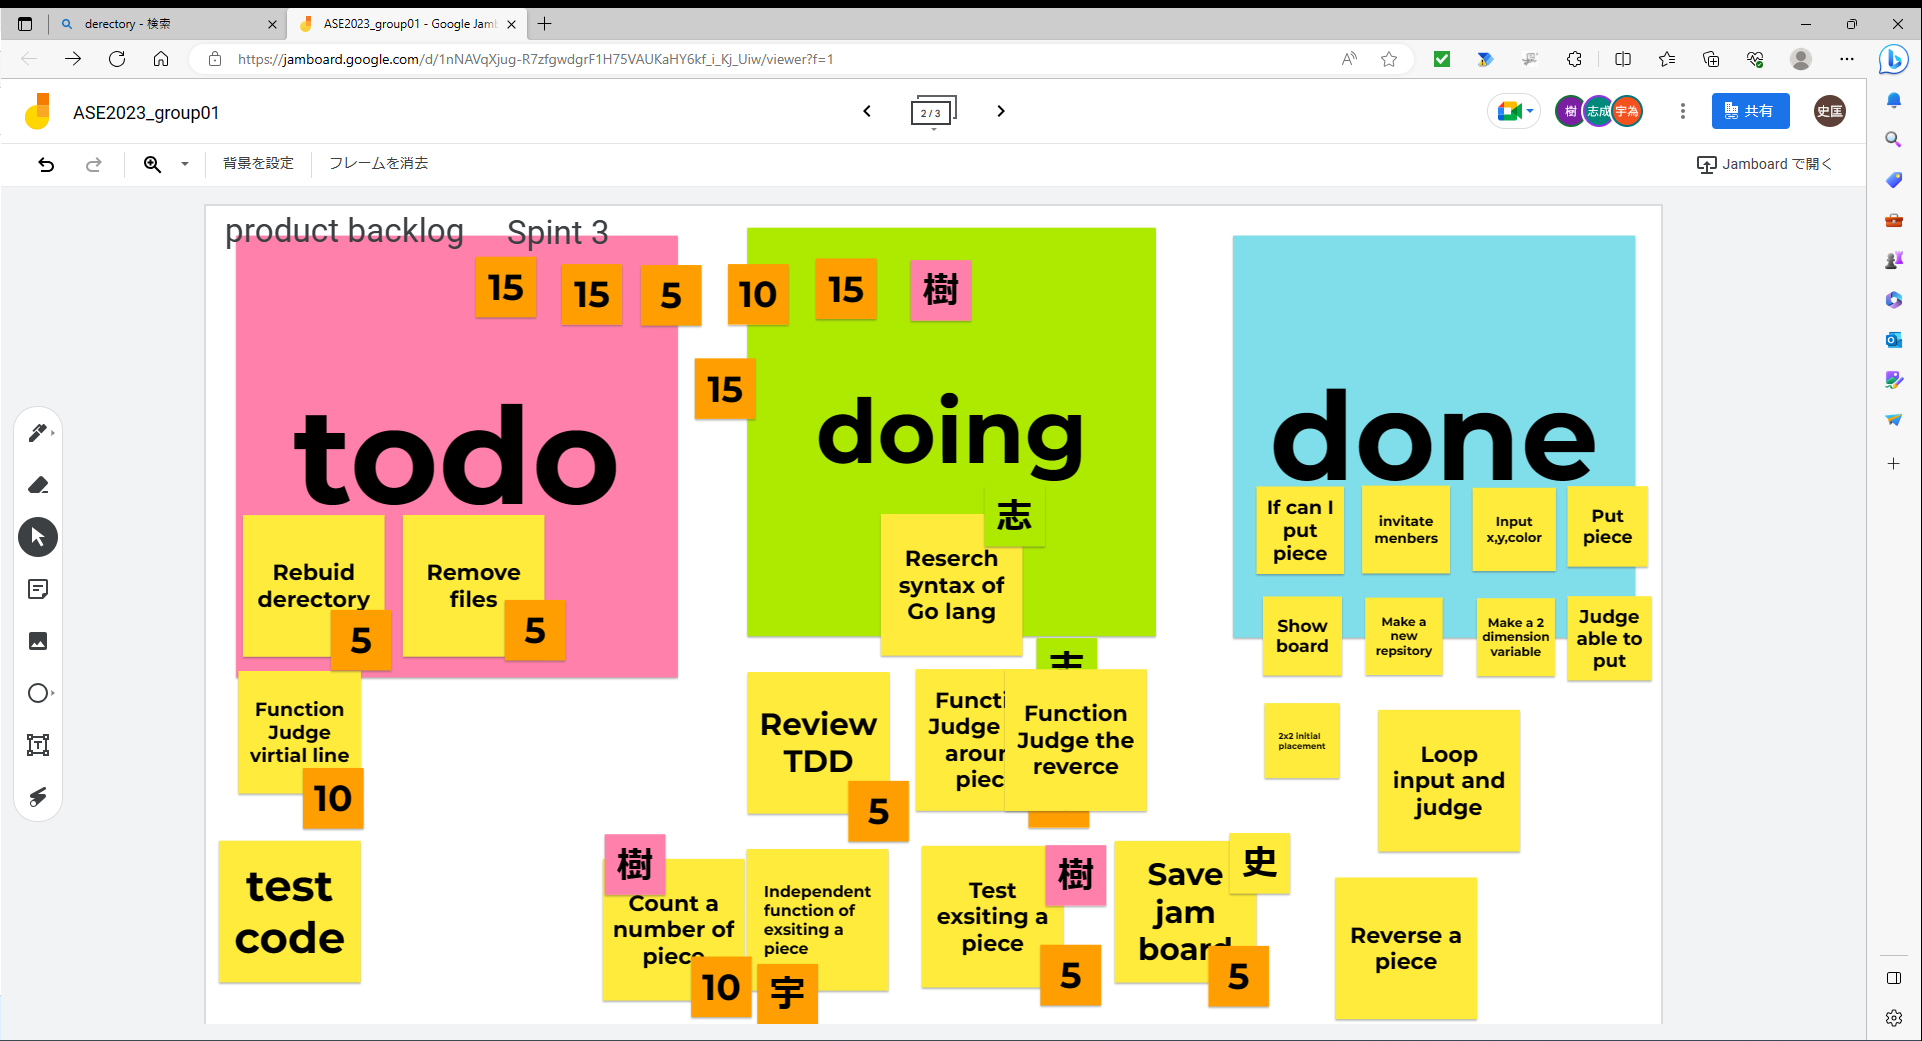 derectory - 検索
ASE2023_group01 - Google Jam
https://jamboard.google.com/d/1nNAVqXjug-R7zfgwdgrF1H75VAUKaHY6kf_i_Kj_Uiw/viewer?f=1
ASE2023_group01
2 / 3
樹
志成
宇為
共有
史匡
背景を設定
フレームを消去
Jamboard で開く
product backlog
Spint 3
15
15
5
10
15
樹
15
todo
doing
done
Rebuid
derectory
5
Remove
files
5
Function
Judge
virtial line
10
test
code
志
Reserch
syntax of
Go lang
Review
TDD
5
志
Functi
Judge
arour
piec
Function
Judge the
reverce
樹
Count a
number of
piece
10
Independent
function of
exsiting a
piece
宇
Test
exsiting a
piece
樹
5
Save
jam
board
史
5
If can I
put
piece
invitate
menbers
Input
x,y,color
Put
piece
Show
board
Make a
new
repsitory
Make a 2
dimension
variable
Judge
able to
put
2x2 initial
placement
Loop
input and
judge
Reverse a
piece